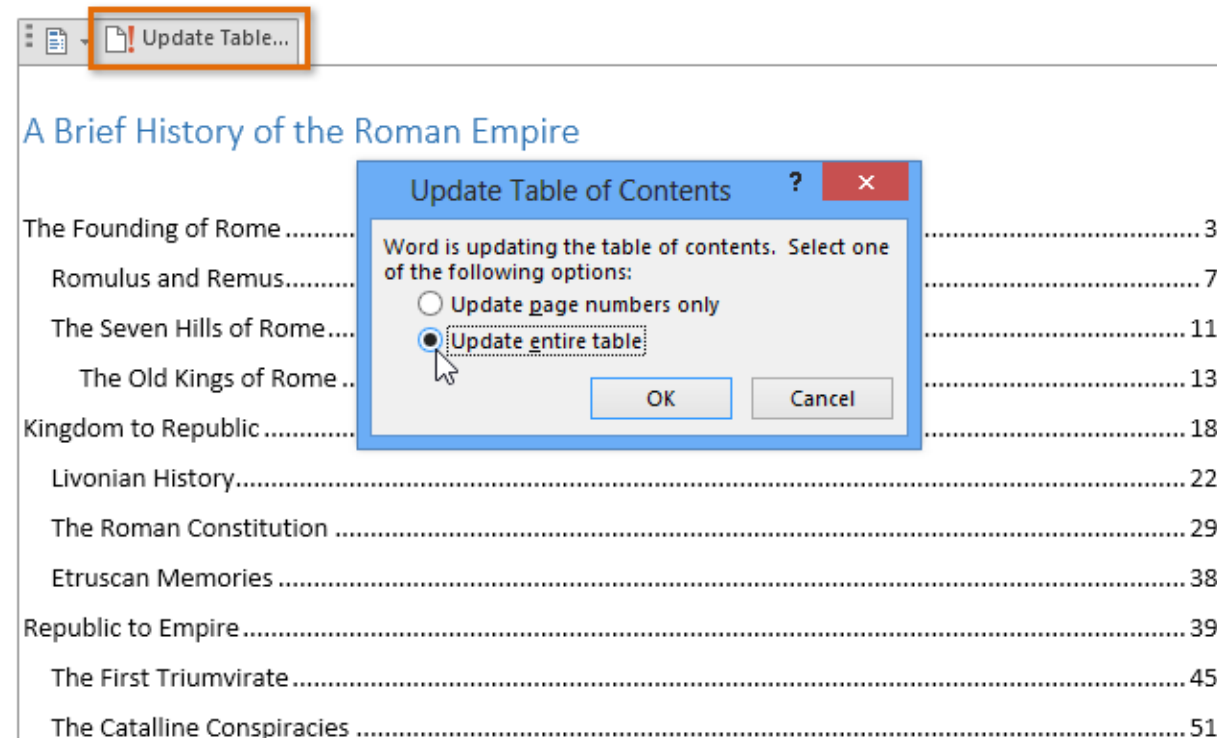 Update Table...
A Brief History of the Roman Empire
Update Table of Contents ? ×
Word is updating the table of contents. Select one
of the following options:
Update page numbers only
Update entire table
OK Cancel
The Founding of Rome .......... 3
Romulus and Remus.......... 7
The Seven Hills of Rome.... 11
The Old Kings of Rome .. 13
Kingdom to Republic ............. 18
Livonian History.......... 22
The Roman Constitution .......... 29
Etruscan Memories .......... 38
Republic to Empire.......... 39
The First Triumvirate.......... 45
The Catalline Conspiracies .......... 51